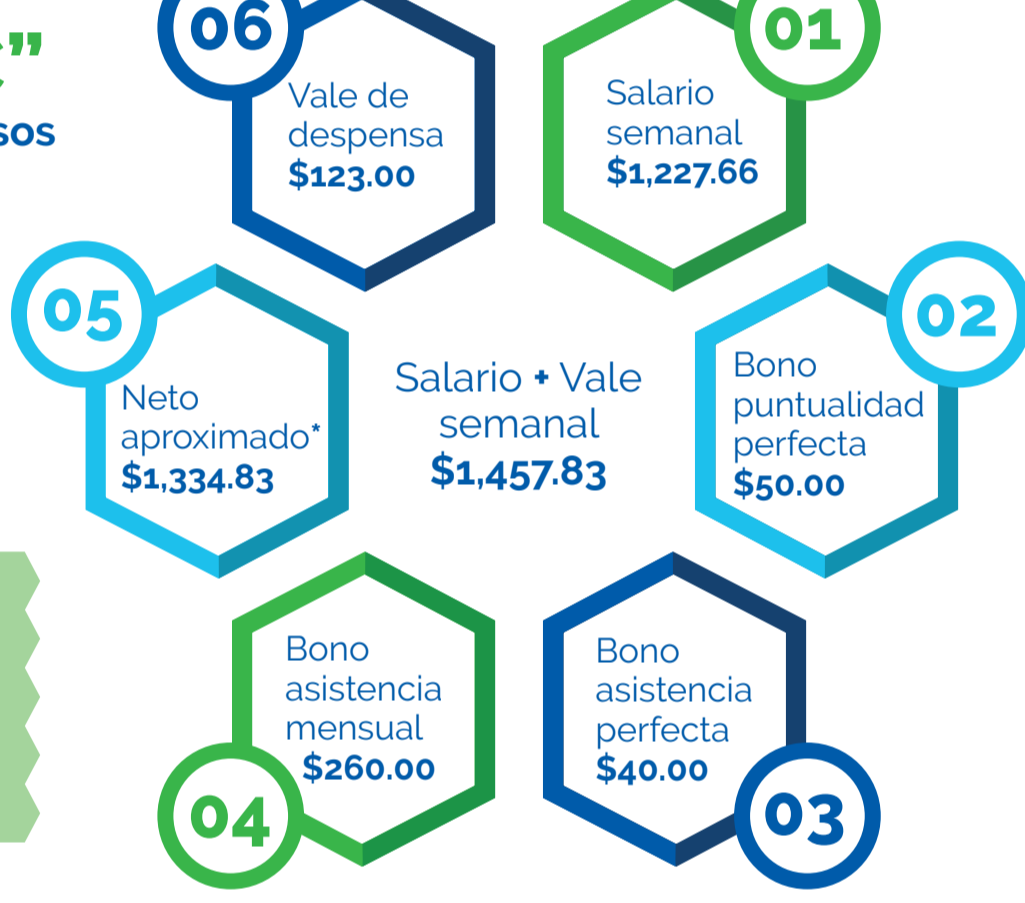 ”
sos
06
Vale de
despensa
$123.00
01
Salario
semanal
$1,227.66
05
Neto
aproximado*
$1,334.83
Salario + Vale
semanal
$1,457.83
02
Bono
puntualidad
perfecta
$50.00
04
Bono
asistencia
mensual
$260.00
03
Bono
asistencia
perfecta
$40.00